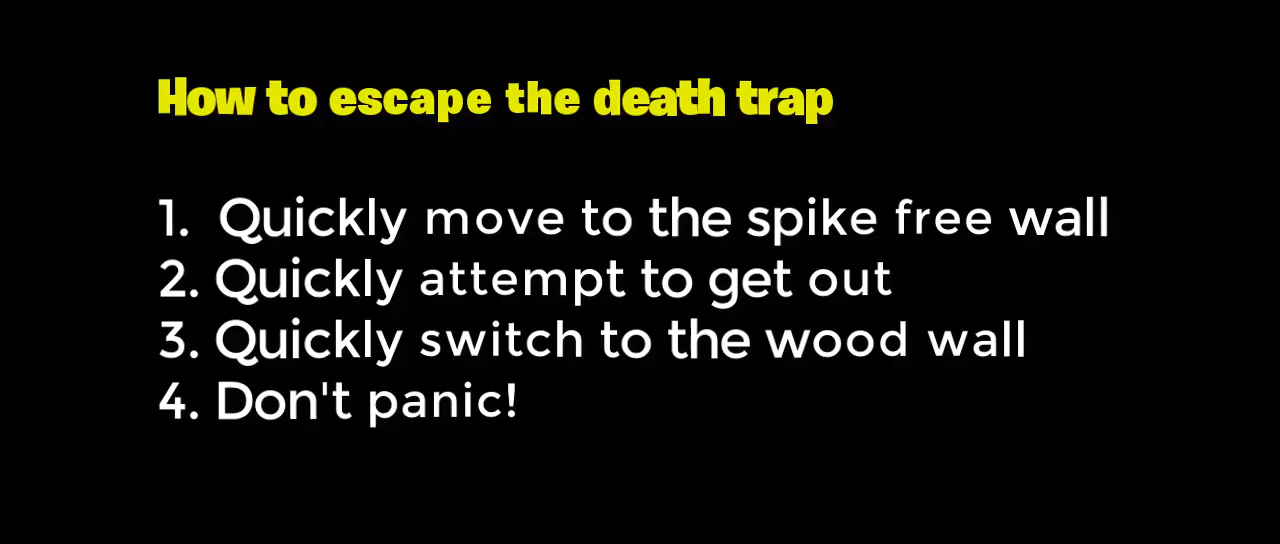 How to escape the death trap
1. Quickly move to the spike free wall
2. Quickly attempt to get out
3. Quickly switch to the wood wall
4. Don't panic!